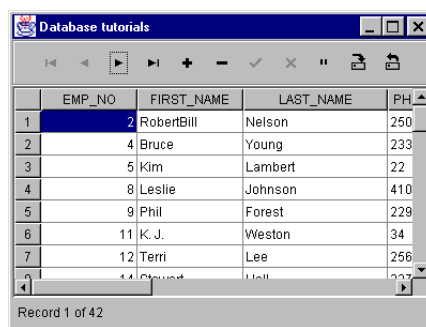 Database tutorials
EMP_NO FIRST_NAME LAST_NAME PH
1 2 RobertBill Nelson 250
2 4 Bruce Young 233
3 5 Kim Lambert 22
4 8 Leslie Johnson 410
5 9 Phil Forest 229
6 11 K. J. Weston 34
7 12 Terri Lee 256
Record 1 of 42